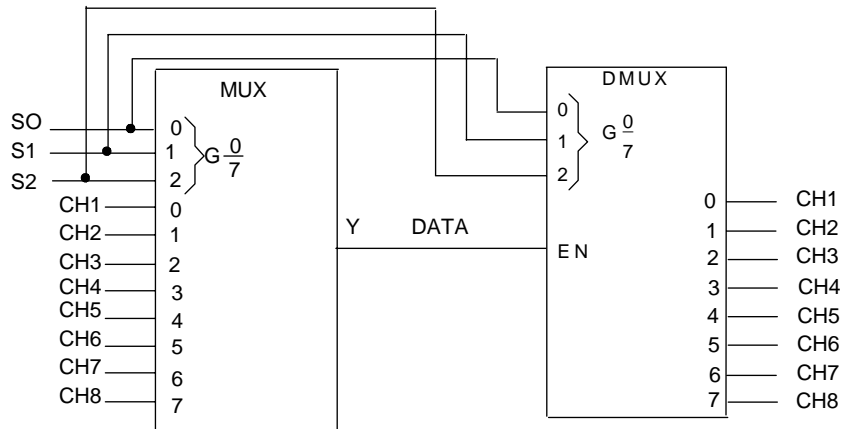 MUX
SO
S1
S2
0
1
2
G 0/7
CH1 0
CH2 1
CH3 2
CH4 3
CH5 4
CH6 5
CH7 6
CH8 7
Y DATA
DMUX
0
1
2
G 0/7
EN
0 CH1
1 CH2
2 CH3
3 CH4
4 CH5
5 CH6
6 CH7
7 CH8